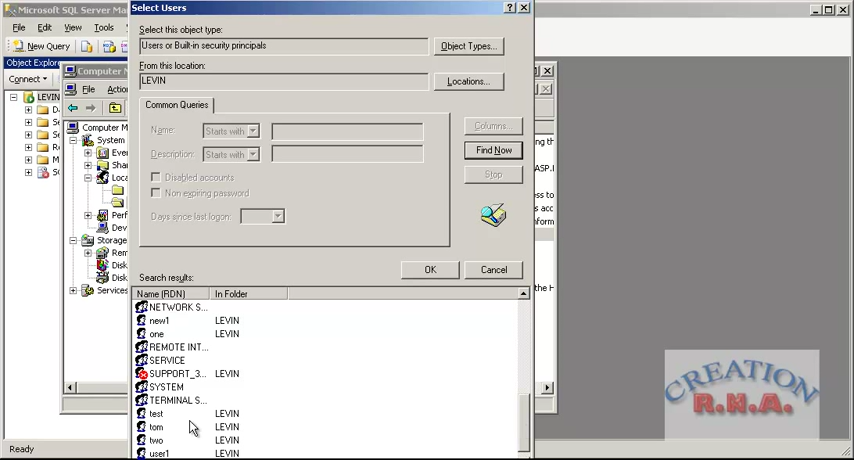 Microsoft SQL Server Man
File Edit View Tools
New Query
Object Explore
Connect
LEVIN
Computer M
File Action
Computer M
System
Storage
Services
Ready
Select Users
Select this object type:
Users or Built-in security principals
Object Types...
From this location:
LEVIN
Locations...
Common Queries
Name: Starts with
Description: Starts with
Disabled accounts
Non expiring password
Days since last logon:
Columns...
Find Now
Stop
OK Cancel
Search results:
Name (RDN) In Folder
NETWORK S...
new1 LEVIN
one LEVIN
REMOTE INT...
SERVICE
SUPPORT_3... LEVIN
SYSTEM
TERMINAL S...
test LEVIN
tom LEVIN
two LEVIN
user1 LEVIN
CREATION
R.N.A.